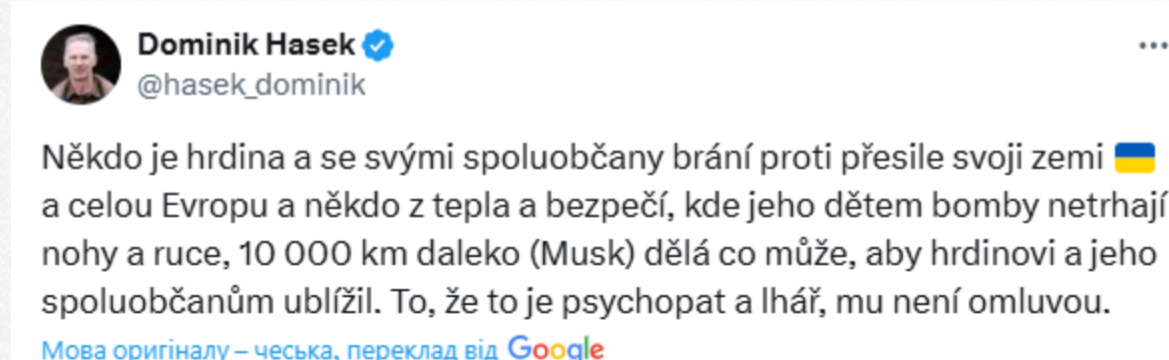 Dominik Hasek
@hasek_dominik
Někdo je hrdina a se svými spoluobčany brání proti přesile svoji zemi 🇺🇦
a celou Evropu a někdo z tepla a bezpečí, kde jeho dětem bomby netrhají
nohy a ruce, 10 000 km daleko (Musk) dělá co může, aby hrdinovi a jeho
spoluobčanům ublížil. To, že to je psychopat a lhář, mu není omluvou.
Мова оригіналу – чеська, переклад від Google